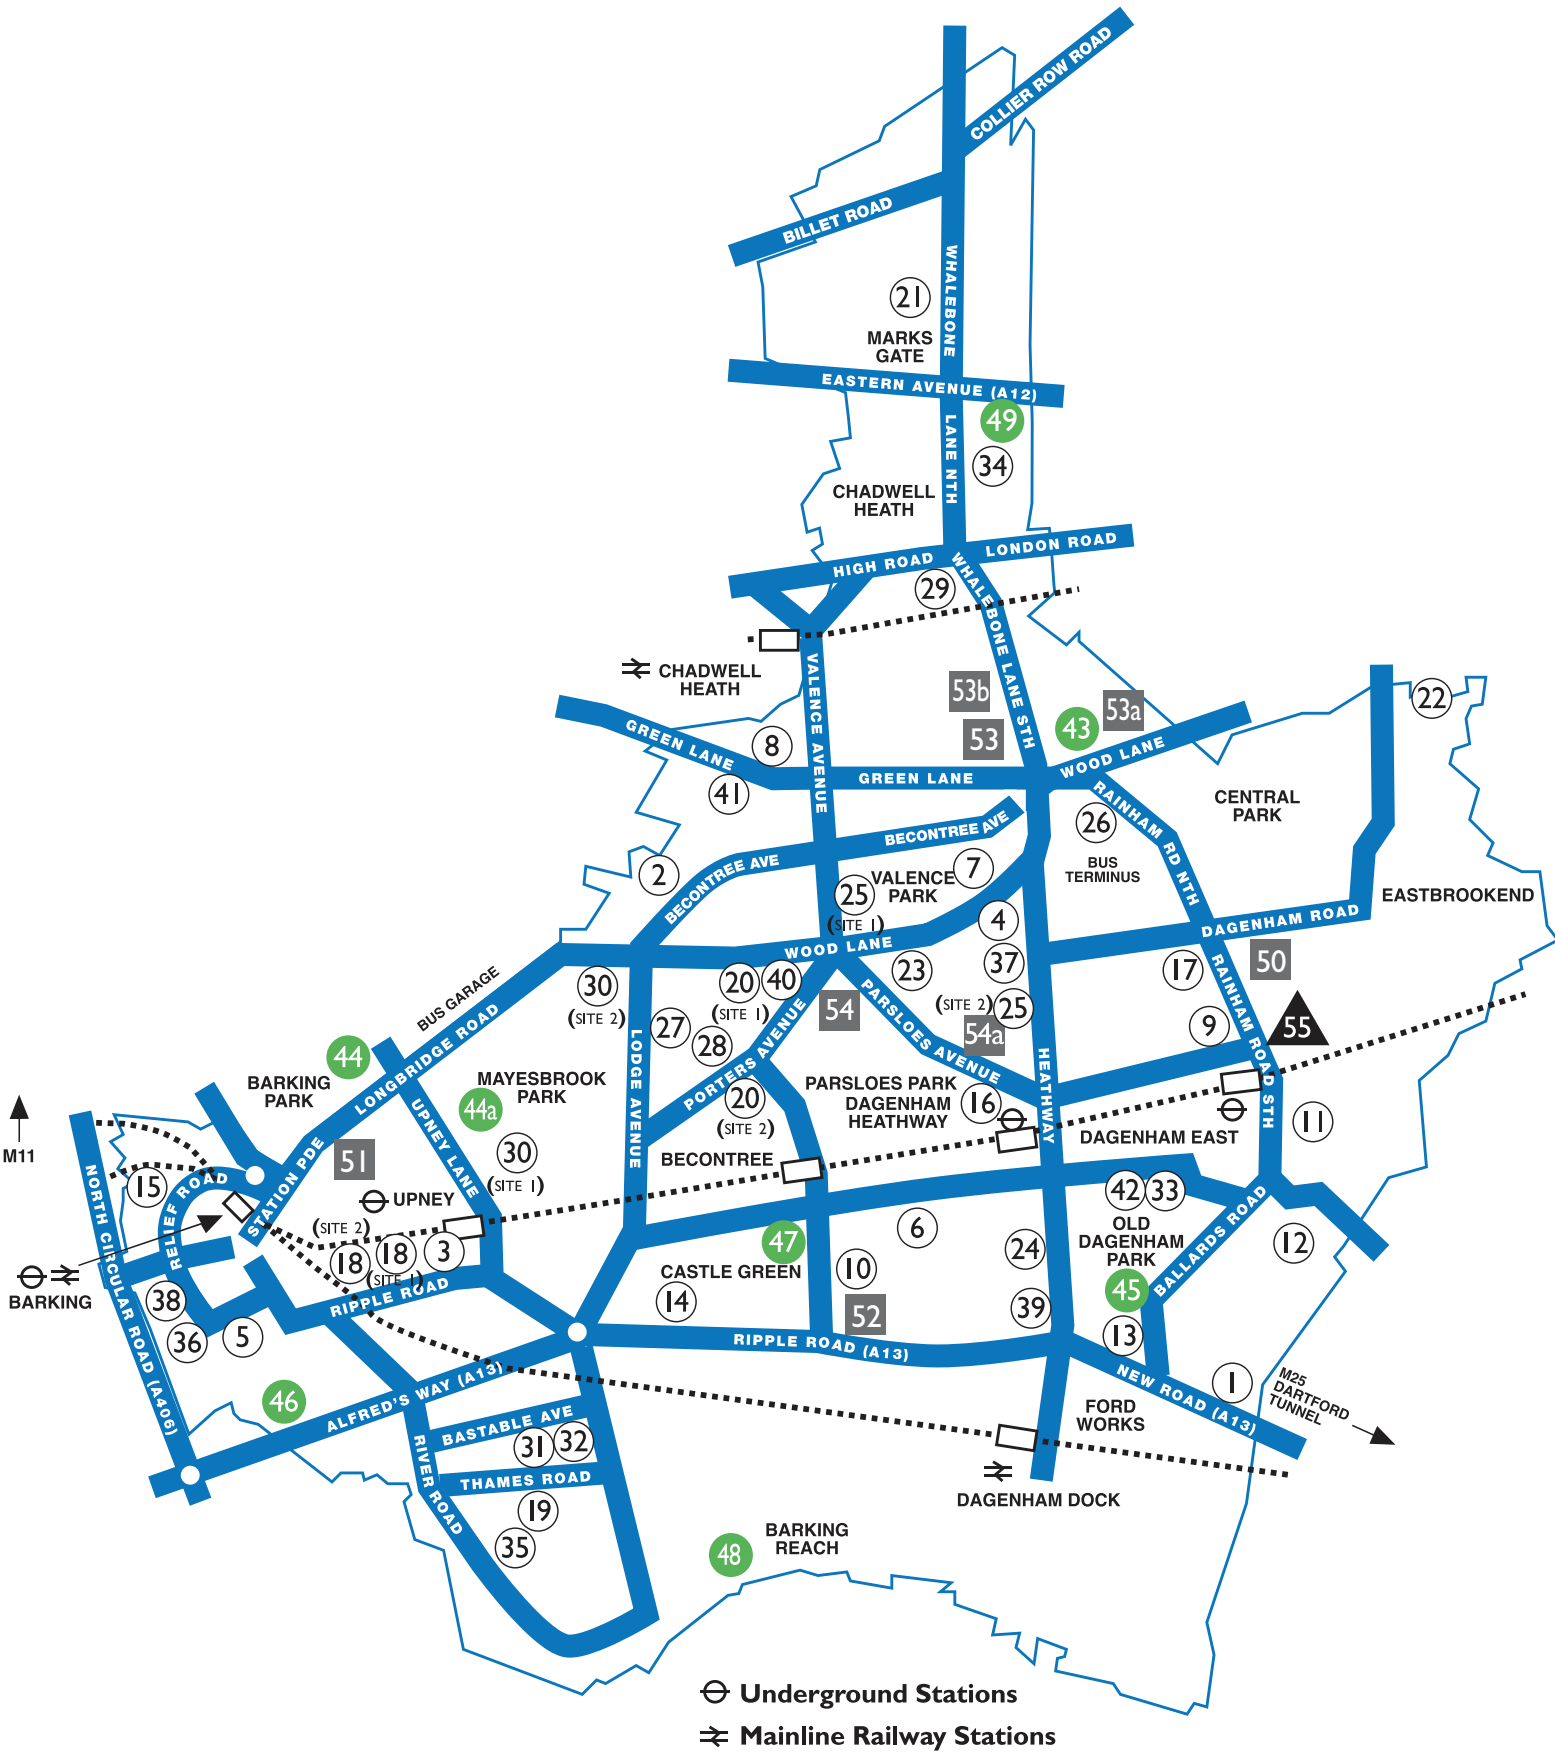 COLLIER ROW ROAD
BILLET ROAD
WHALEBONE
LANE NTH
21
MARKS
GATE
EASTERN AVENUE (A12)
49
34
CHADWELL
HEATH
HIGH ROAD
LONDON ROAD
29
WHALEBONE LANE STH
CHADWELL
HEATH
VALENCE AVENUE
53b
53a
53
43
22
GREEN LANE
8
41
GREEN LANE
WOOD LANE
RAINHAM RD NTH
CENTRAL
PARK
26
BUS
TERMINUS
BECONTREE AVE
BECONTREE AVE
2
7
VALENCE
PARK
25
(SITE 1)
EASTBROOKEND
4
DAGENHAM ROAD
WOOD LANE
37
23
17
50
BUS GARAGE
LONGBRIDGE ROAD
30
(SITE 2)
20
(SITE 1)
40
54
PARSLOES AVENUE
(SITE 2)
25
54a
9
55
RAINHAM ROAD STH
27
28
LODGE AVENUE
PORTERS AVENUE
44
BARKING
PARK
MAYESBROOK
PARK
44a
UPNEY LANE
HEATHWAY
PARSLOES PARK
DAGENHAM
HEATHWAY
16
20
(SITE 2)
11
DAGENHAM EAST
M11
NORTH CIRCULAR ROAD (A406)
51
STATION PDE
30
(SITE 1)
BECONTREE
15
RELIEF ROAD
UPNEY
(SITE 2)
18
18
(SITE 1)
3
42
33
OLD
DAGENHAM
PARK
BALLARDS ROAD
12
6
24
47
CASTLE GREEN
10
14
52
39
45
13
BARKING
38
36
5
RIPPLE ROAD
RIPPLE ROAD (A13)
NEW ROAD (A13)
1
M25
DARTFORD
TUNNEL
46
ALFRED'S WAY (A13)
FORD
WORKS
BASTABLE AVE
31
32
RIVER ROAD
THAMES ROAD
19
35
DAGENHAM DOCK
48
BARKING
REACH
Underground Stations
Mainline Railway Stations